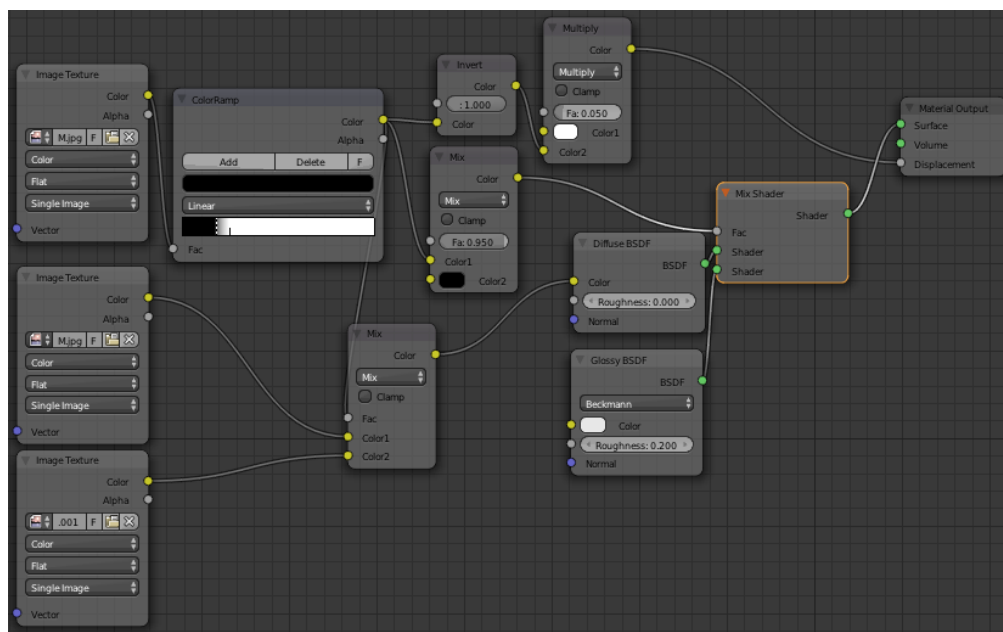 Image Texture
Color
Alpha
M.jpg F
Color
Flat
Single Image
Vector
ColorRamp
Color
Alpha
Add Delete F
Linear
Fac
Invert
Color
: 1.000
Color
Multiply
Color
Multiply
Clamp
Fa: 0.050
Color1
Color2
Mix
Color
Mix
Clamp
Fa: 0.950
Color1
Color2
Material Output
Surface
Volume
Displacement
Mix Shader
Shader
Fac
Shader
Shader
Diffuse BSDF
BSDF
Color
Roughness: 0.000
Normal
Glossy BSDF
BSDF
Beckmann
Color
Roughness: 0.200
Normal
Image Texture
Color
Alpha
M.jpg F
Color
Flat
Single Image
Vector
Mix
Color
Mix
Clamp
Fac
Color1
Color2
Image Texture
Color
Alpha
.001 F
Color
Flat
Single Image
Vector